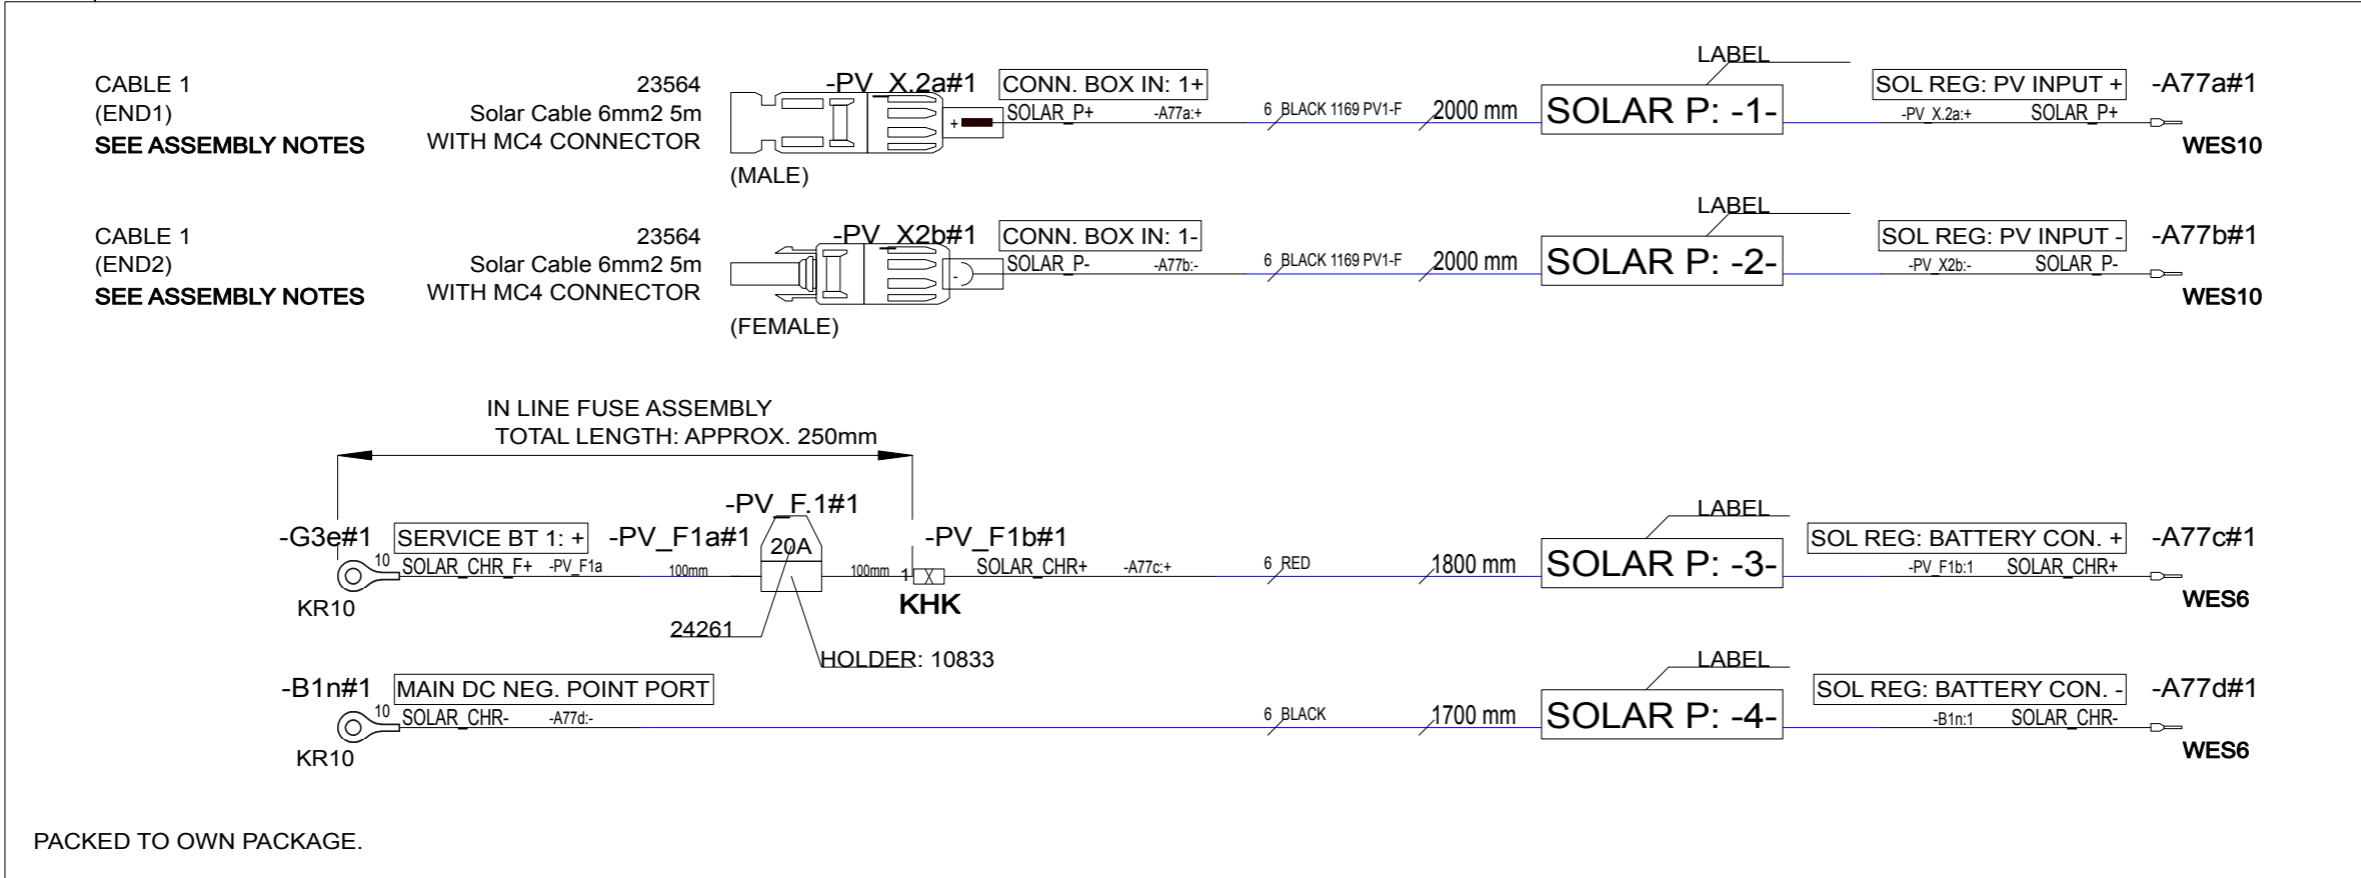 LABEL
CABLE 1 23564 -PV_X.2a#1 CONN. BOX IN: 1+ SOL REG: PV INPUT + -A77a#1
(END1) Solar Cable 6mm2 5m + SOLAR_P+ -A77a:+ 6 BLACK 1169 PV1-F 2000 mm SOLAR P: -1- -PV_X.2a:+ SOLAR_P+
SEE ASSEMBLY NOTES WITH MC4 CONNECTOR WES10
(MALE)
LABEL
CABLE 1 23564 -PV_X2b#1 CONN. BOX IN: 1- SOL REG: PV INPUT - -A77b#1
(END2) Solar Cable 6mm2 5m - SOLAR_P- -A77b:- 6 BLACK 1169 PV1-F 2000 mm SOLAR P: -2- -PV_X2b:- SOLAR_P-
SEE ASSEMBLY NOTES WITH MC4 CONNECTOR WES10
(FEMALE)
IN LINE FUSE ASSEMBLY
TOTAL LENGTH: APPROX. 250mm
-PV_F.1#1 LABEL
-G3e#1 SERVICE BT 1: + -PV_F1a#1 20A -PV_F1b#1 SOL REG: BATTERY CON. + -A77c#1
10 SOLAR_CHR_F+ -PV_F1a 100mm 100mm 1 X SOLAR_CHR+ -A77c:+ 6 RED 1800 mm SOLAR P: -3- -PV_F1b:1 SOLAR_CHR+
KR10 KHK WES6
24261
HOLDER: 10833 LABEL
-B1n#1 MAIN DC NEG. POINT PORT SOL REG: BATTERY CON. - -A77d#1
10 SOLAR_CHR- -A77d:- 6 BLACK 1700 mm SOLAR P: -4- -B1n:1 SOLAR_CHR-
KR10 WES6
PACKED TO OWN PACKAGE.